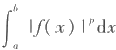 ∫_a^b |f(x)|^p dx